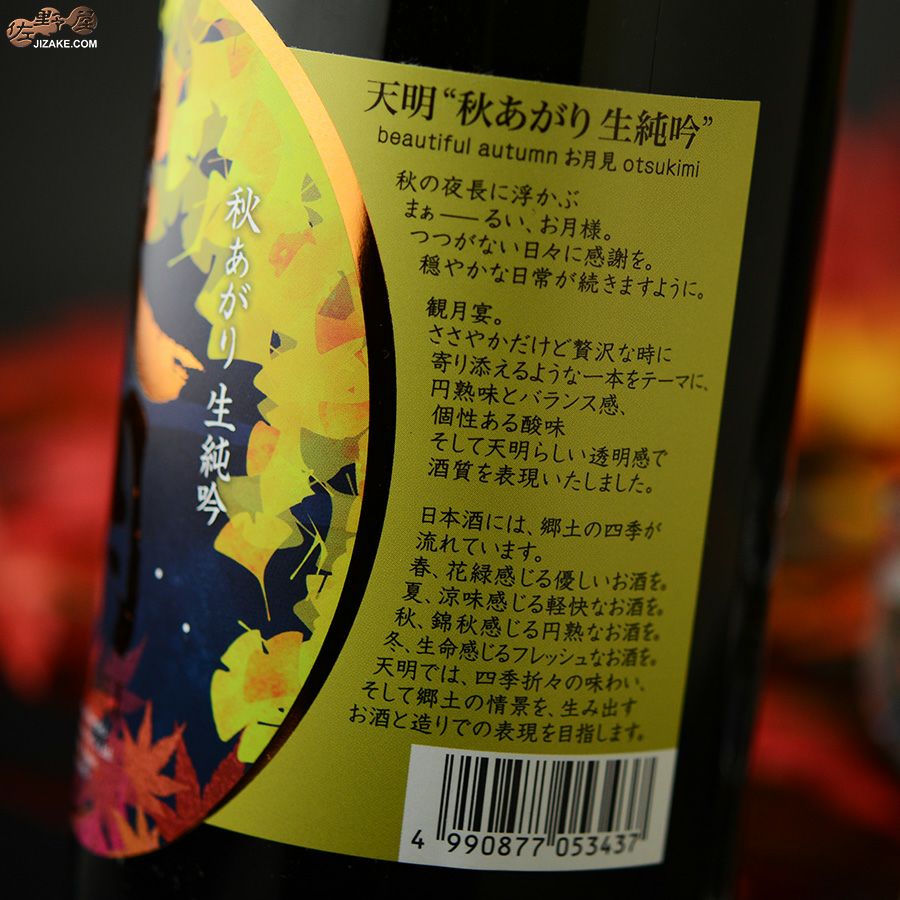 佐野屋
JIZAKE.COM
秋あがり 生純吟
天明“秋あがり 生純吟”
beautiful autumn お月見 otsukimi
秋の夜長に浮かぶ
まぁ——るい、お月様。
つつがない日々に感謝を。
穏やかな日常が続きますように。
観月宴。
ささやかだけど贅沢な時に
寄り添えるような一本をテーマに、
円熟味とバランス感、
個性ある酸味
そして天明らしい透明感で
酒質を表現いたしました。
日本酒には、郷土の四季が
流れています。
春、花緑感じる優しいお酒を。
夏、涼味感じる軽快なお酒を。
秋、錦秋感じる円熟なお酒を。
冬、生命感じるフレッシュなお酒を。
天明では、四季折々の味わい、
そして郷土の情景を、生み出す
お酒と造りでの表現を目指します。
4 990877 053437